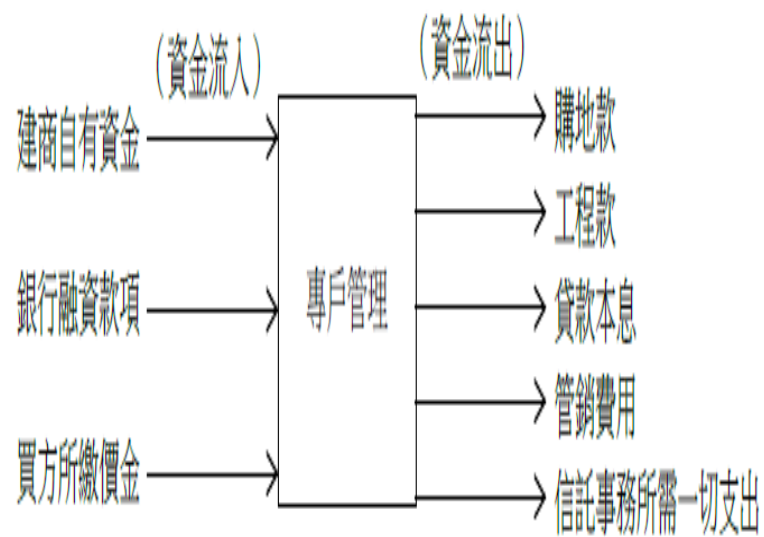 （資金流入）
（資金流出）
建商自有資金
銀行融資款項
買方所繳價金
專戶管理
購地款
工程款
貸款本息
管銷費用
信託事務所需一切支出